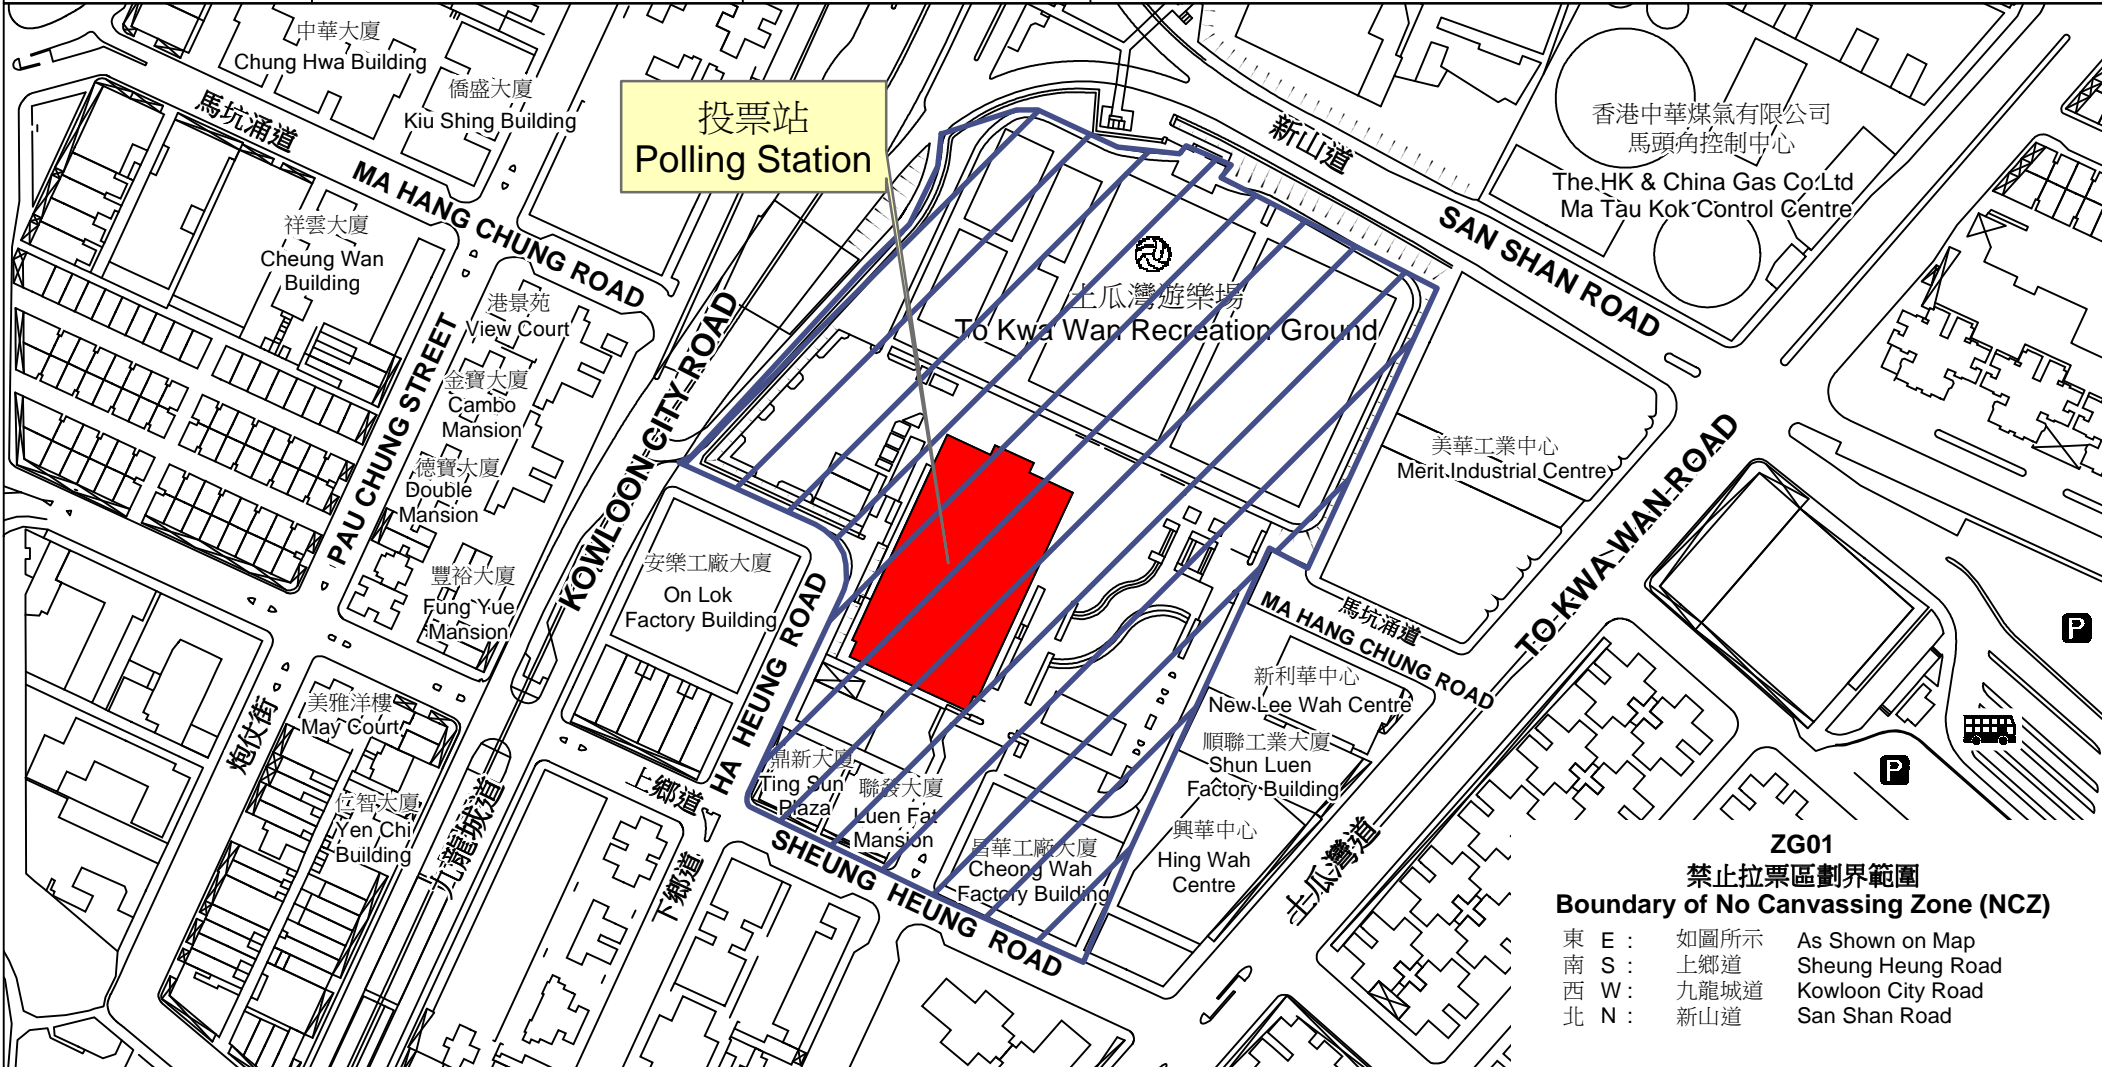 中華大廈
Chung Hwa Building
僑盛大廈
Kiu Shing Building
馬坑涌道
MA HANG CHUNG ROAD
投票站
Polling Station
新山道
SAN SHAN ROAD
香港中華煤氣有限公司
馬頭角控制中心
The HK & China Gas Co.Ltd
Ma Tau Kok Control Centre
祥雲大廈
Cheung Wan
Building
港景苑
View Court
土瓜灣遊樂場
To Kwa Wan Recreation Ground
金寶大廈
Cambo
Mansion
德寶大廈
Double
Mansion
PAU CHUNG STREET
KOWLOON CITY ROAD
豐裕大廈
Fung Yue
Mansion
安樂工廠大廈
On Lok
Factory Building
HA HEUNG ROAD
美華工業中心
Merit Industrial Centre
TO KWA WAN ROAD
馬坑涌道
MA HANG CHUNG ROAD
P
新利華中心
New Lee Wah Centre
順聯工業大廈
Shun Luen
Factory Building
興華中心
Hing Wah
Centre
土瓜灣道
炮仗街
美雅洋樓
May Court
仁智大廈
Yen Chi
Building
九龍城道
上鄉道
下鄉道
鼎新大廈
Ting Sun
Plaza
聯發大廈
Luen Fat
Mansion
昌華工廠大廈
Cheong Wah
Factory Building
SHEUNG HEUNG ROAD
P
ZG01
禁止拉票區劃界範圍
Boundary of No Canvassing Zone (NCZ)
東 E : 如圖所示 As Shown on Map
南 S : 上鄉道 Sheung Heung Road
西 W : 九龍城道 Kowloon City Road
北 N : 新山道 San Shan Road